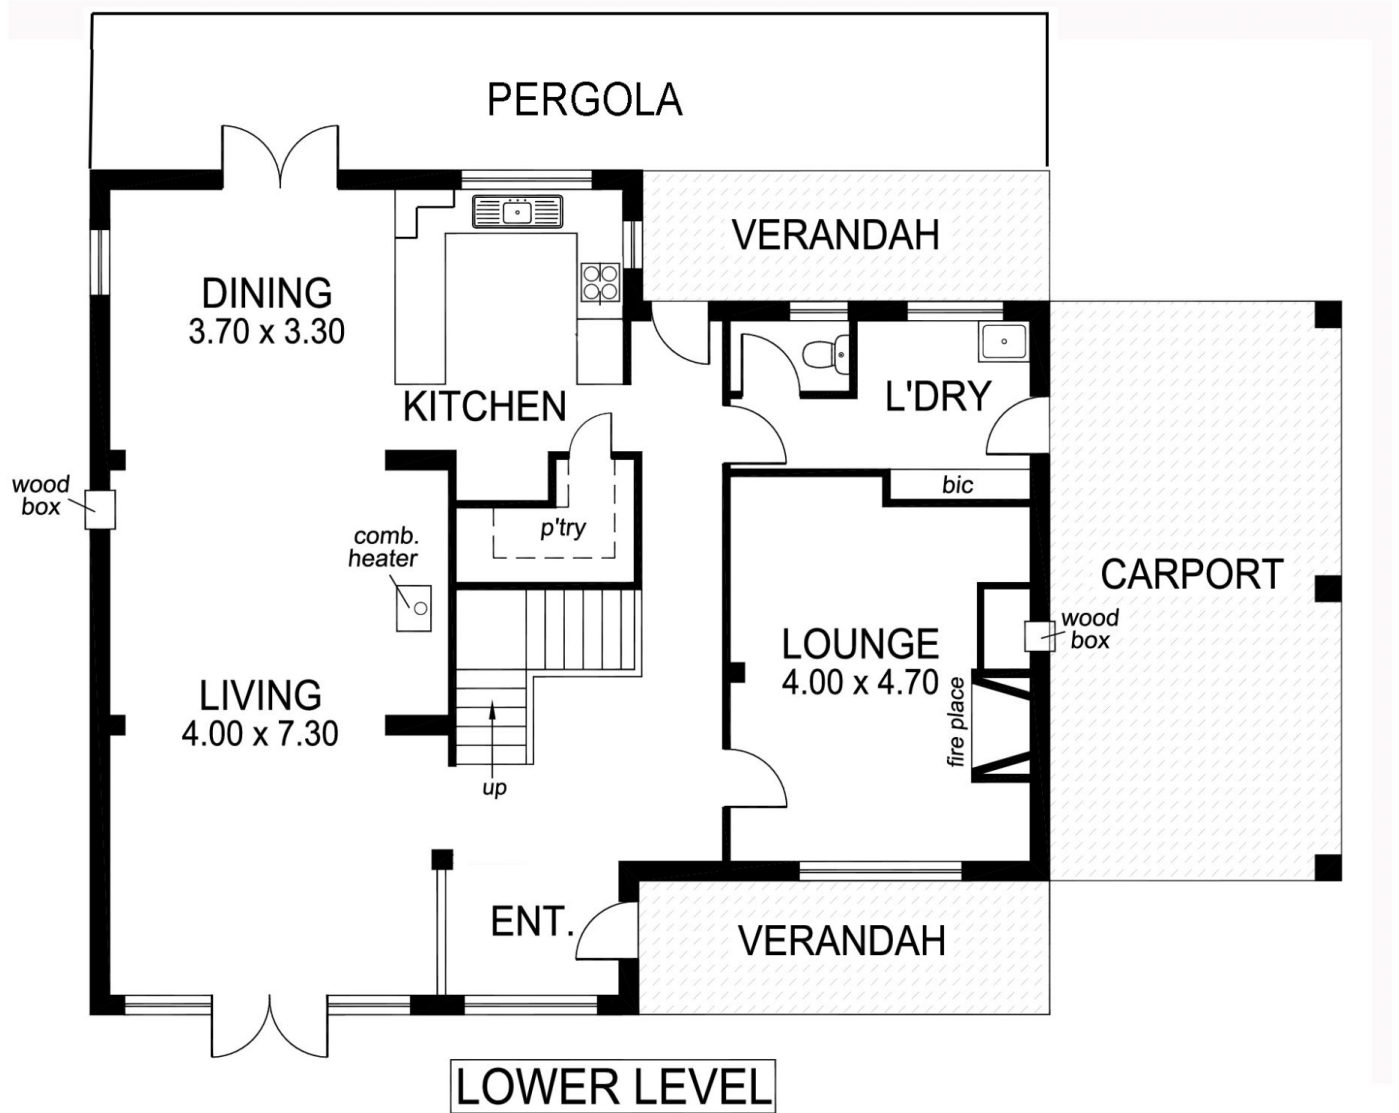 PERGOLA
VERANDAH
DINING
3.70 x 3.30
KITCHEN
L'DRY
wood
box
bic
p'try
comb.
heater
CARPORT
wood
box
LOUNGE
4.00 x 4.70
fire place
LIVING
4.00 x 7.30
up
ENT.
VERANDAH
LOWER LEVEL